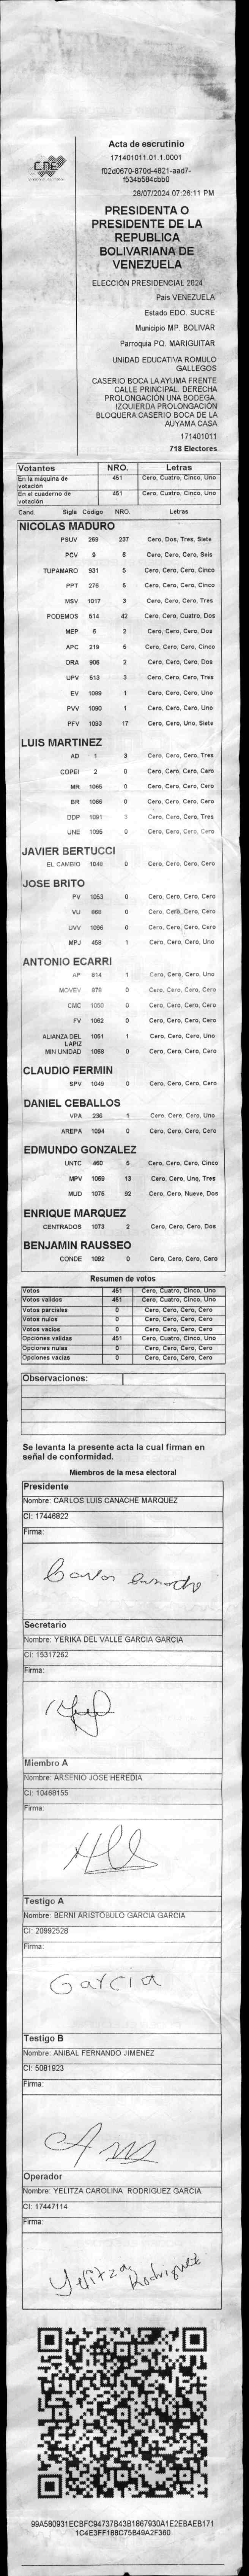 CNE
Acta de escrutinio
171401011.01.1.0001
f02d0670-870d-4821-aad7-
f534b584cbb0
28/07/2024 07:26:11 PM
PRESIDENTA O
PRESIDENTE DE LA
REPUBLICA
BOLIVARIANA DE
VENEZUELA
ELECCIÓN PRESIDENCIAL 2024
País VENEZUELA
Estado EDO. SUCRE
Municipio MP. BOLIVAR
Parroquia PQ. MARIGUITAR
UNIDAD EDUCATIVA ROMULO
GALLEGOS
CASERIO BOCA LA AYUMA FRENTE
CALLE PRINCIPAL. DERECHA
PROLONGACIÓN UNA BODEGA.
IZQUIERDA PROLONGACIÓN
BLOQUERA CASERIO BOCA DE LA
AUYAMA CASA
171401011
718 Electores
Votantes NRO. Letras
En la máquina de votación 451 Cero, Cuatro, Cinco, Uno
En el cuaderno de votación 451 Cero, Cuatro, Cinco, Uno
Cand. Sigla Código NRO. Letras
NICOLAS MADURO
PSUV 269 237 Cero, Dos, Tres, Siete
PCV 9 6 Cero, Cero, Cero, Seis
TUPAMARO 931 5 Cero, Cero, Cero, Cinco
PPT 276 5 Cero, Cero, Cero, Cinco
MSV 1017 3 Cero, Cero, Cero, Tres
PODEMOS 514 42 Cero, Cero, Cuatro, Dos
MEP 6 2 Cero, Cero, Cero, Dos
APC 219 5 Cero, Cero, Cero, Cinco
ORA 906 2 Cero, Cero, Cero, Dos
UPV 513 3 Cero, Cero, Cero, Tres
EV 1089 1 Cero, Cero, Cero, Uno
PVV 1090 1 Cero, Cero, Cero, Uno
PFV 1093 17 Cero, Cero, Uno, Siete
LUIS MARTINEZ
AD 1 3 Cero, Cero, Cero, Tres
COPEI 2 0 Cero, Cero, Cero, Cero
MR 1065 0 Cero, Cero, Cero, Cero
BR 1066 0 Cero, Cero, Cero, Cero
DDP 1091 3 Cero, Cero, Cero, Tres
UNE 1095 0 Cero, Cero, Cero, Cero
JAVIER BERTUCCI
EL CAMBIO 1048 0 Cero, Cero, Cero, Cero
JOSE BRITO
PV 1053 0 Cero, Cero, Cero, Cero
VU 868 0 Cero, Cero, Cero, Cero
UVV 1096 0 Cero, Cero, Cero, Cero
MPJ 458 1 Cero, Cero, Cero, Uno
ANTONIO ECARRI
AP 814 1 Cero, Cero, Cero, Uno
MOVEV 878 0 Cero, Cero, Cero, Cero
CMC 1050 0 Cero, Cero, Cero, Cero
FV 1062 0 Cero, Cero, Cero, Cero
ALIANZA DEL LAPIZ 1051 1 Cero, Cero, Cero, Uno
MIN UNIDAD 1068 0 Cero, Cero, Cero, Cero
CLAUDIO FERMIN
SPV 1049 0 Cero, Cero, Cero, Cero
DANIEL CEBALLOS
VPA 236 1 Cero, Cero, Cero, Uno
AREPA 1094 0 Cero, Cero, Cero, Cero
EDMUNDO GONZALEZ
UNTC 460 5 Cero, Cero, Cero, Cinco
MPV 1069 13 Cero, Cero, Uno, Tres
MUD 1075 92 Cero, Cero, Nueve, Dos
ENRIQUE MARQUEZ
CENTRADOS 1073 2 Cero, Cero, Cero, Dos
BENJAMIN RAUSSEO
CONDE 1092 0 Cero, Cero, Cero, Cero
Resumen de votos
Votos 451 Cero, Cuatro, Cinco, Uno
Votos validos 451 Cero, Cuatro, Cinco, Uno
Votos parciales 0 Cero, Cero, Cero, Cero
Votos nulos 0 Cero, Cero, Cero, Cero
Votos vacios 0 Cero, Cero, Cero, Cero
Opciones validas 451 Cero, Cuatro, Cinco, Uno
Opciones nulas 0 Cero, Cero, Cero, Cero
Opciones vacias 0 Cero, Cero, Cero, Cero
Observaciones:
Se levanta la presente acta la cual firman en
señal de conformidad.
Miembros de la mesa electoral
Presidente
Nombre: CARLOS LUIS CANACHE MARQUEZ
CI: 17446822
Firma:
Carlos Canache
Secretario
Nombre: YERIKA DEL VALLE GARCIA GARCIA
CI: 15317262
Firma:
Miembro A
Nombre: ARSENIO JOSE HEREDIA
CI: 10468155
Firma:
Testigo A
Nombre: BERNI ARISTOBULO GARCIA GARCIA
CI: 20992528
Firma:
Garcia
Testigo B
Nombre: ANIBAL FERNANDO JIMENEZ
CI: 5081923
Firma:
Operador
Nombre: YELITZA CAROLINA RODRIGUEZ GARCIA
CI: 17447114
Firma:
Yelitza Rodriguez
99A580931ECBFC94737B43B1867930A1E2EBAEB171
1C4E3FF188C75B49A2F360